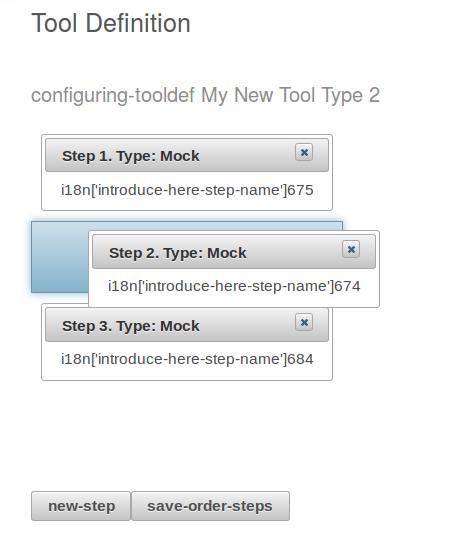 Tool Definition
configuring-tooldef My New Tool Type 2
Step 1. Type: Mock
i18n['introduce-here-step-name']675
Step 2. Type: Mock
i18n['introduce-here-step-name']674
Step 3. Type: Mock
i18n['introduce-here-step-name']684
new-step save-order-steps